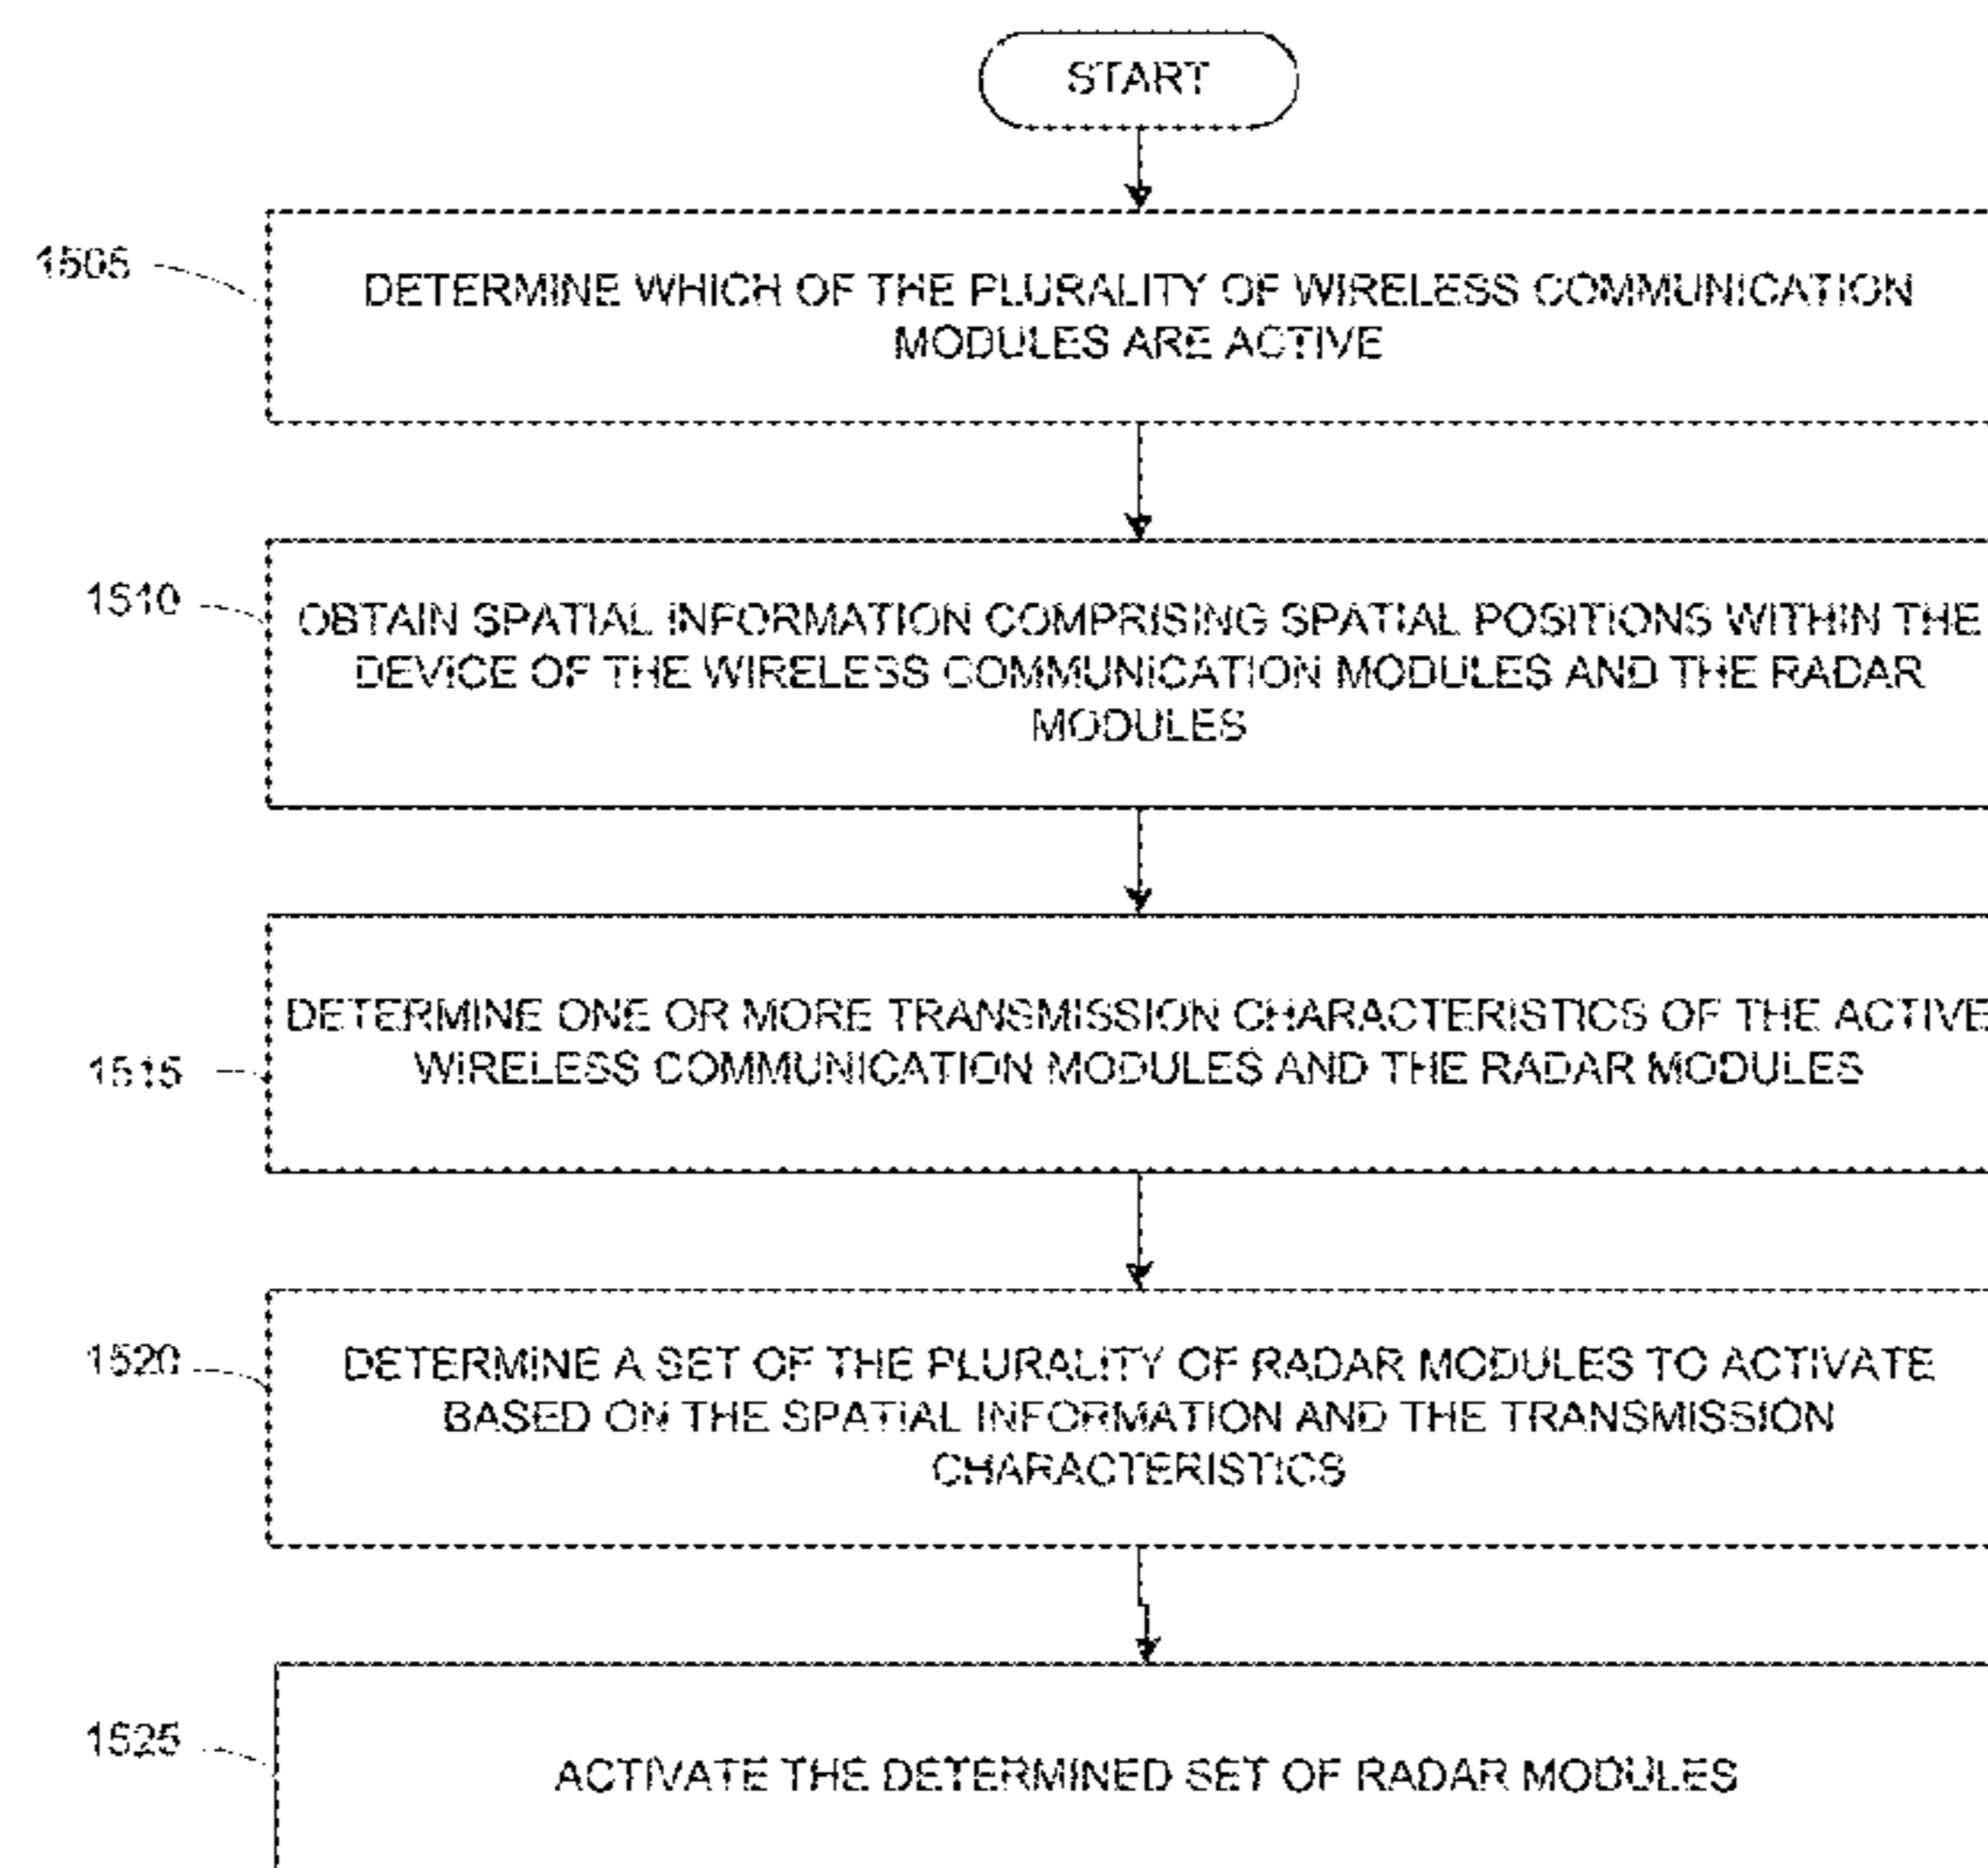 START
1505
DETERMINE WHICH OF THE PLURALITY OF WIRELESS COMMUNICATION
MODULES ARE ACTIVE
1510
OBTAIN SPATIAL INFORMATION COMPRISING SPATIAL POSITIONS WITHIN THE
DEVICE OF THE WIRELESS COMMUNICATION MODULES AND THE RADAR
MODULES
DETERMINE ONE OR MORE TRANSMISSION CHARACTERISTICS OF THE ACTIVE
1515
WIRELESS COMMUNICATION MODULES AND THE RADAR MODULES
1520
DETERMINE A SET OF THE PLURALITY OF RADAR MODULES TO ACTIVATE
BASED ON THE SPATIAL INFORMATION AND THE TRANSMISSION
CHARACTERISTICS
1525
ACTIVATE THE DETERMINED SET OF RADAR MODULES